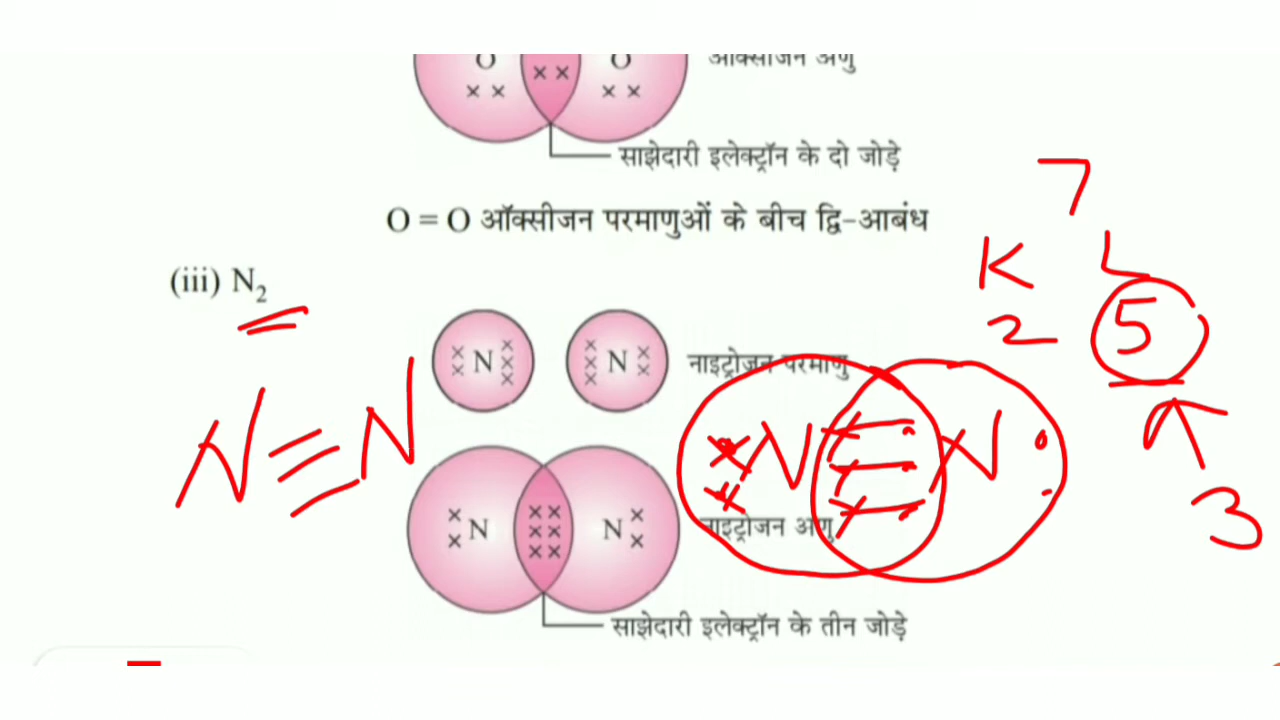 O O
× × ऑक्सीजन अणु
× × × ×
साझेदारी इलेक्ट्रॉन के दो जोड़े
7
O = O ऑक्सीजन परमाणुओं के बीच द्वि-आबंध
K L
(iii) N₂
2 5
×× N ××× ××× N ×× नाइट्रोजन परमाणु
N≡N
×N≡N
3
×× N ×× ×× ×× N ×× नाइट्रोजन अणु
साझेदारी इलेक्ट्रॉन के तीन जोड़े